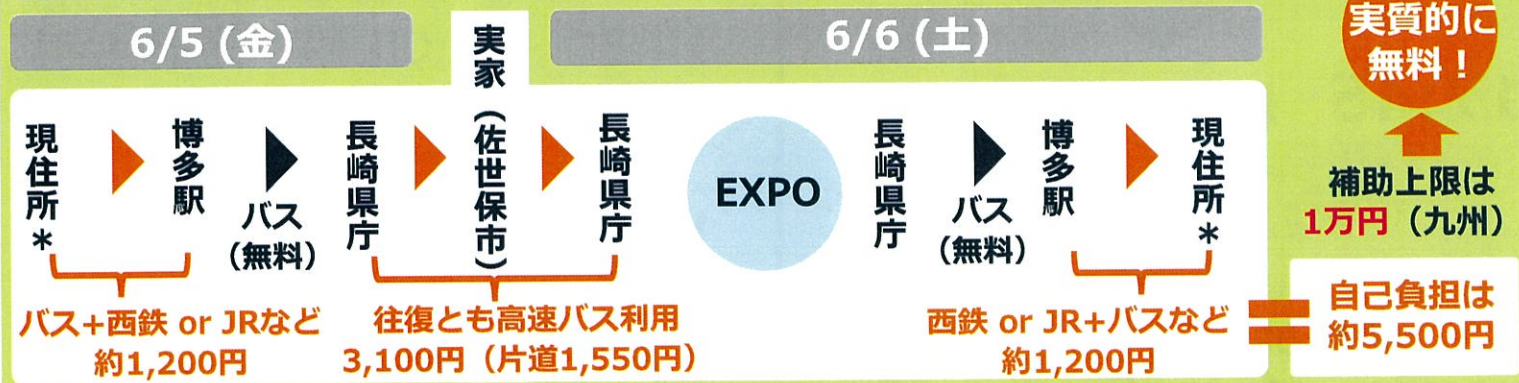 6/5 (金)
実家(佐世保市)
6/6 (土)
実質的に
無料!
現住所*
博多駅
バス
(無料)
長崎県庁
長崎県庁
EXPO
長崎県庁
バス
(無料)
博多駅
現住所*
補助上限は
1万円(九州)
バス+西鉄 or JRなど
約1,200円
往復とも高速バス利用
3,100円(片道1,550円)
西鉄 or JR+バスなど
約1,200円
自己負担は
約5,500円